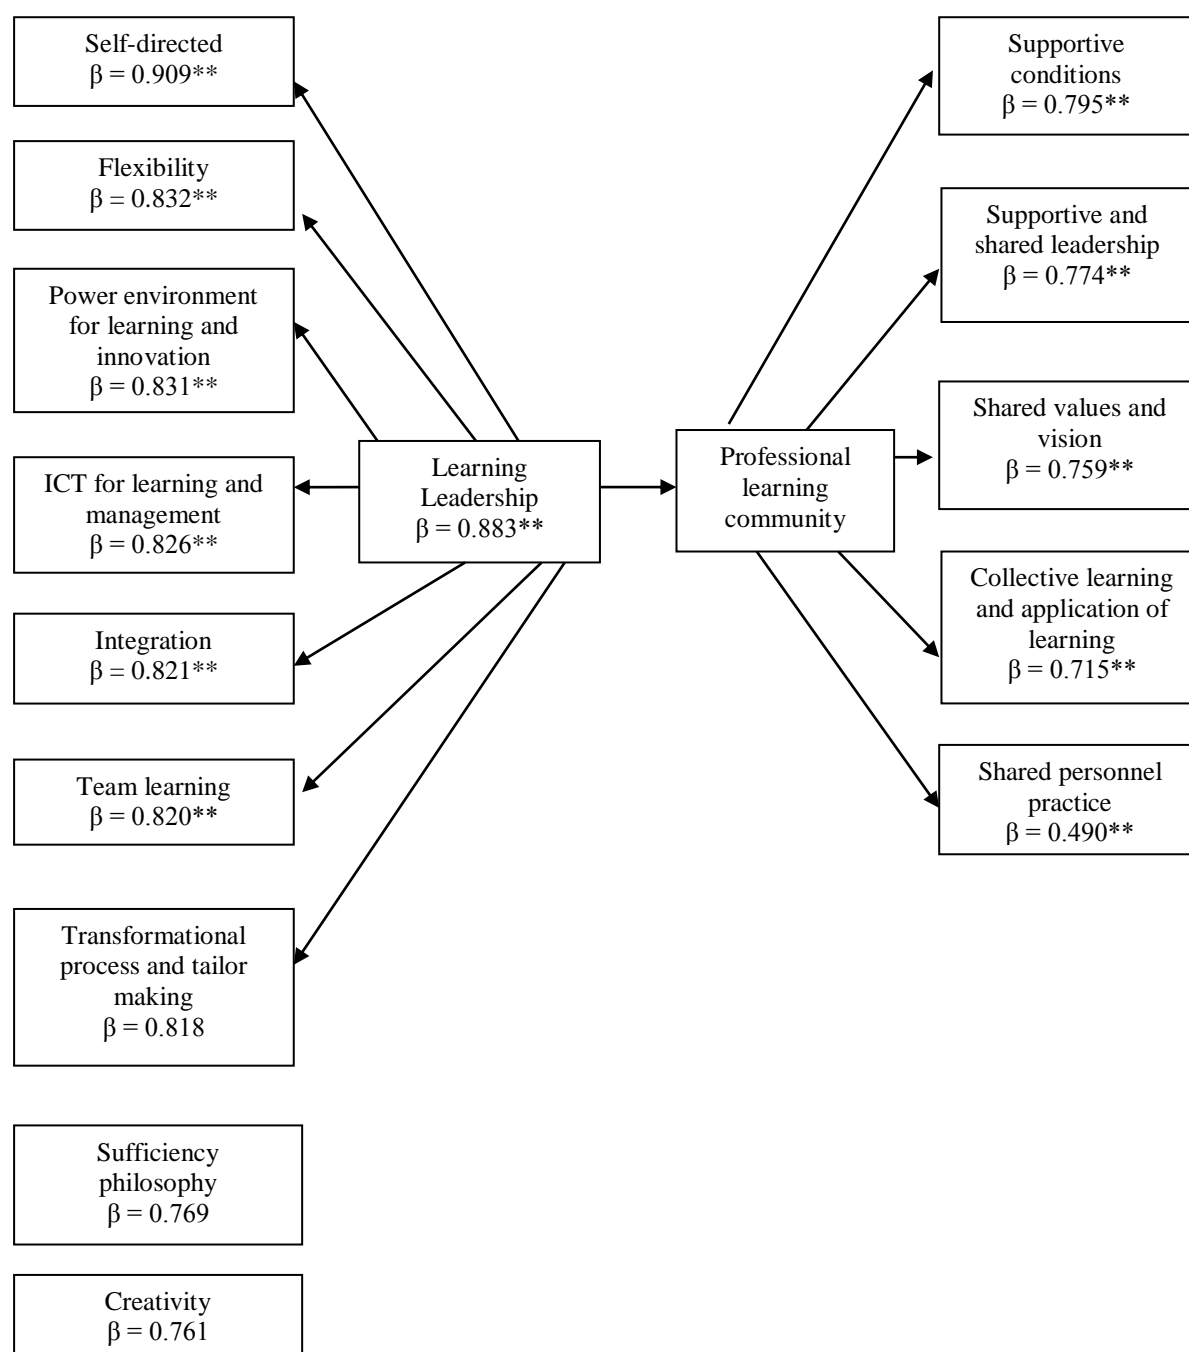 Self-directed
β = 0.909**
Flexibility
β = 0.832**
Power environment
for learning and
innovation
β = 0.831**
ICT for learning and
management
β = 0.826**
Integration
β = 0.821**
Team learning
β = 0.820**
Transformational
process and tailor
making
β = 0.818
Sufficiency
philosophy
β = 0.769
Creativity
β = 0.761
Learning
Leadership
β = 0.883**
Professional
learning
community
Supportive
conditions
β = 0.795**
Supportive and
shared leadership
β = 0.774**
Shared values and
vision
β = 0.759**
Collective learning
and application of
learning
β = 0.715**
Shared personnel
practice
β = 0.490**